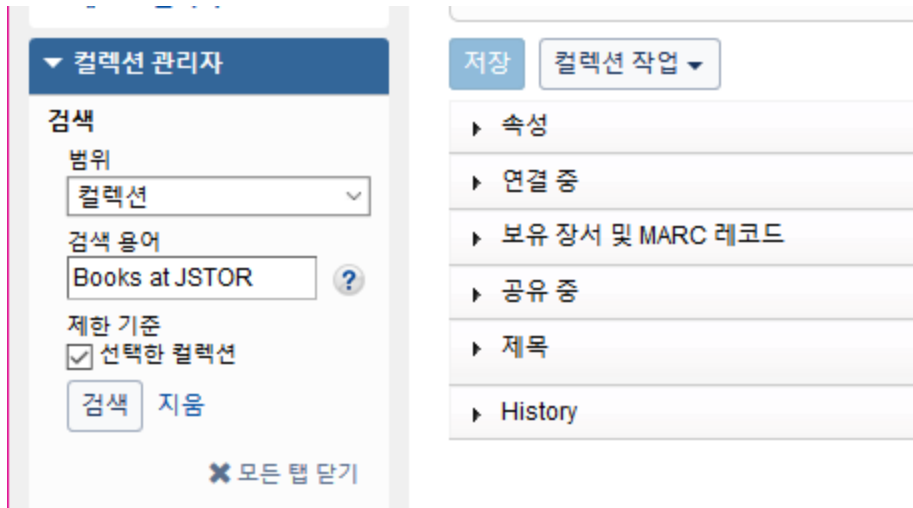 컬렉션 관리자
검색
범위
컬렉션
검색 용어
Books at JSTOR
?
제한 기준
선택한 컬렉션
검색 지움
모든 탭 닫기
저장 컬렉션 작업
속성
연결 중
보유 장서 및 MARC 레코드
공유 중
제목
History